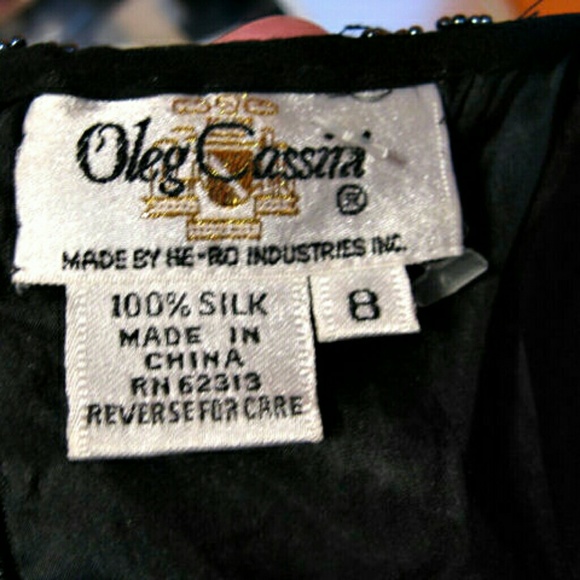 Oleg Cassini
®
MADE BY HE-RO INDUSTRIES INC.
8
100% SILK
MADE IN
CHINA
RN 62313
REVERSE FOR CARE